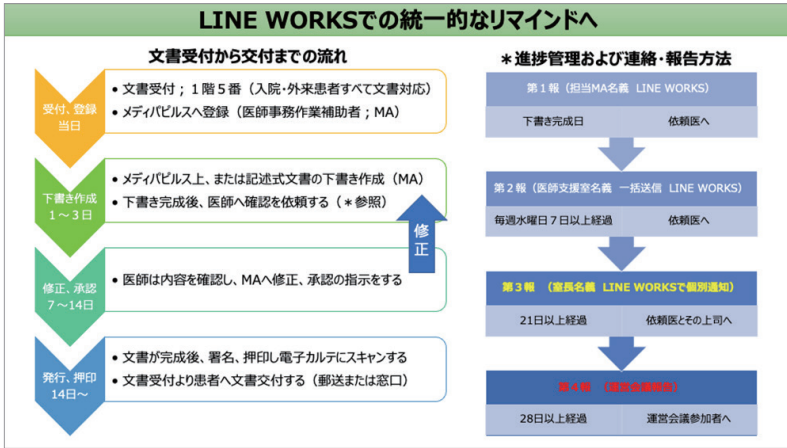 LINE WORKSでの統一的なリマインドへ
文書受付から交付までの流れ
受付、登録
当日
• 文書受付；１階５番（入院・外来患者すべて文書対応）
• メディパピルスへ登録（医師事務作業補助者；MA）
下書き作成
1～3日
• メディパピルス上、または記述式文書の下書き作成（MA）
• 下書き完成後、医師へ確認を依頼する（＊参照）
修正
修正、承認
7～14日
• 医師は内容を確認し、MAへ修正、承認の指示をする
発行、押印
14日～
• 文書が完成後、署名、押印し電子カルテにスキャンする
• 文書受付より患者へ文書交付する（郵送または窓口）
＊進捗管理および連絡・報告方法
第１報（担当MA名義 LINE WORKS）
下書き完成日 依頼医へ
第２報（医師支援室名義 一括送信 LINE WORKS）
毎週水曜日７日以上経過 依頼医へ
第３報 （室長名義 LINE WORKSで個別通知）
21日以上経過 依頼医とその上司へ
第４報
28日以上経過 運営会議参加者へ